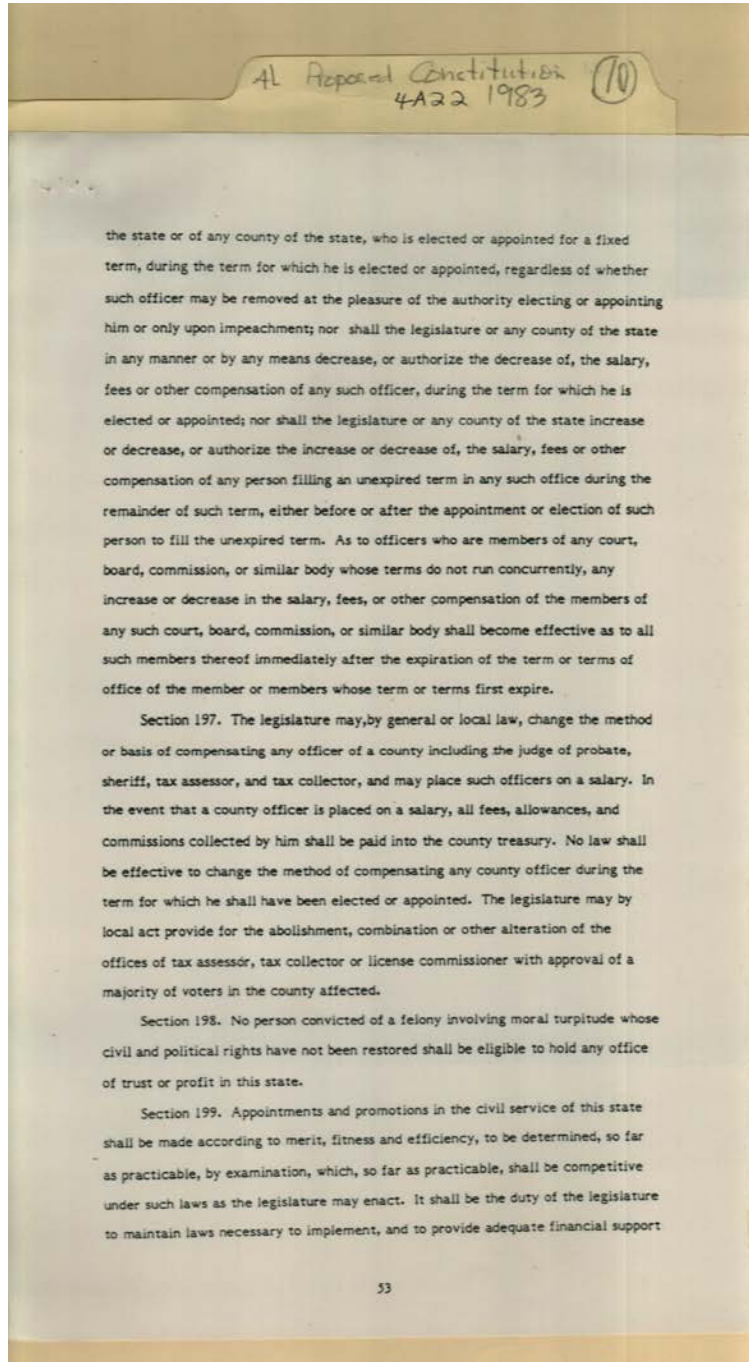 AL Proposed Constitution (10)
4A22 1983
the state or of any county of the state, who is elected or appointed for a fixed
term, during the term for which he is elected or appointed, regardless of whether
such officer may be removed at the pleasure of the authority electing or appointing
him or only upon impeachment; nor shall the legislature or any county of the state
in any manner or by any means decrease, or authorize the decrease of, the salary,
fees or other compensation of any such officer, during the term for which he is
elected or appointed; nor shall the legislature or any county of the state increase
or decrease, or authorize the increase or decrease of, the salary, fees or other
compensation of any person filling an unexpired term in any such office during the
remainder of such term, either before or after the appointment or election of such
person to fill the unexpired term. As to officers who are members of any court,
board, commission, or similar body whose terms do not run concurrently, any
increase or decrease in the salary, fees, or other compensation of the members of
any such court, board, commission, or similar body shall become effective as to all
such members thereof immediately after the expiration of the term or terms of
office of the member or members whose term or terms first expire.
Section 197. The legislature may,by general or local law, change the method
or basis of compensating any officer of a county including the judge of probate,
sheriff, tax assessor, and tax collector, and may place such officers on a salary. In
the event that a county officer is placed on a salary, all fees, allowances, and
commissions collected by him shall be paid into the county treasury. No law shall
be effective to change the method of compensating any county officer during the
term for which he shall have been elected or appointed. The legislature may by
local act provide for the abolishment, combination or other alteration of the
offices of tax assessor, tax collector or license commissioner with approval of a
majority of voters in the county affected.
Section 198. No person convicted of a felony involving moral turpitude whose
civil and political rights have not been restored shall be eligible to hold any office
of trust or profit in this state.
Section 199. Appointments and promotions in the civil service of this state
shall be made according to merit, fitness and efficiency, to be determined, so far
as practicable, by examination, which, so far as practicable, shall be competitive
under such laws as the legislature may enact. It shall be the duty of the legislature
to maintain laws necessary to implement, and to provide adequate financial support
53